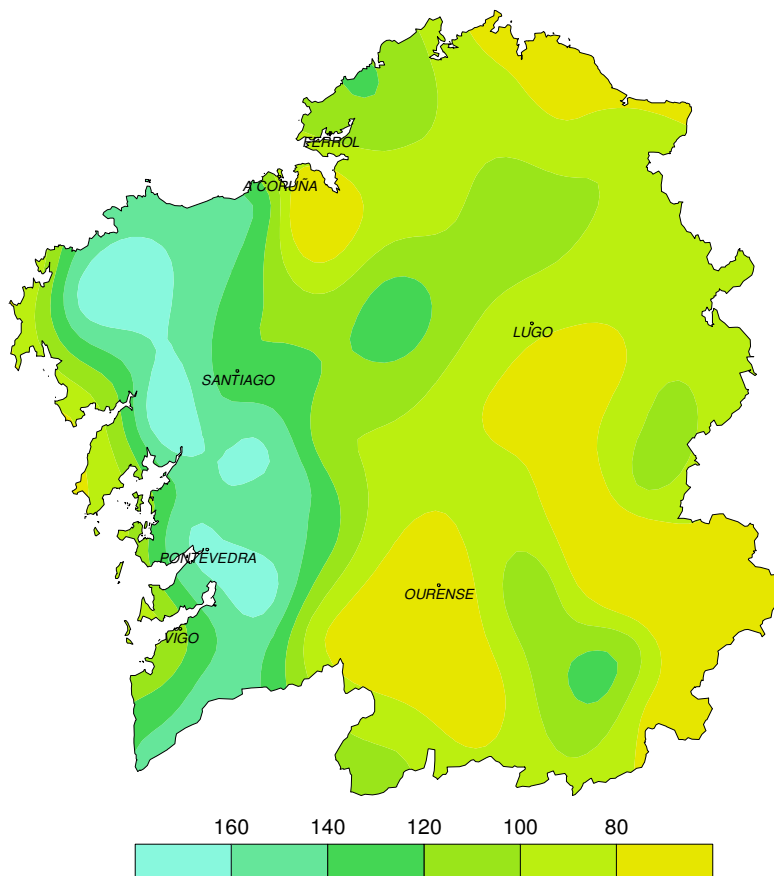 FERROL
A CORUÑA
LUGO
SANTIAGO
PONTEVEDRA
OURENSE
VIGO
160 140 120 100 80